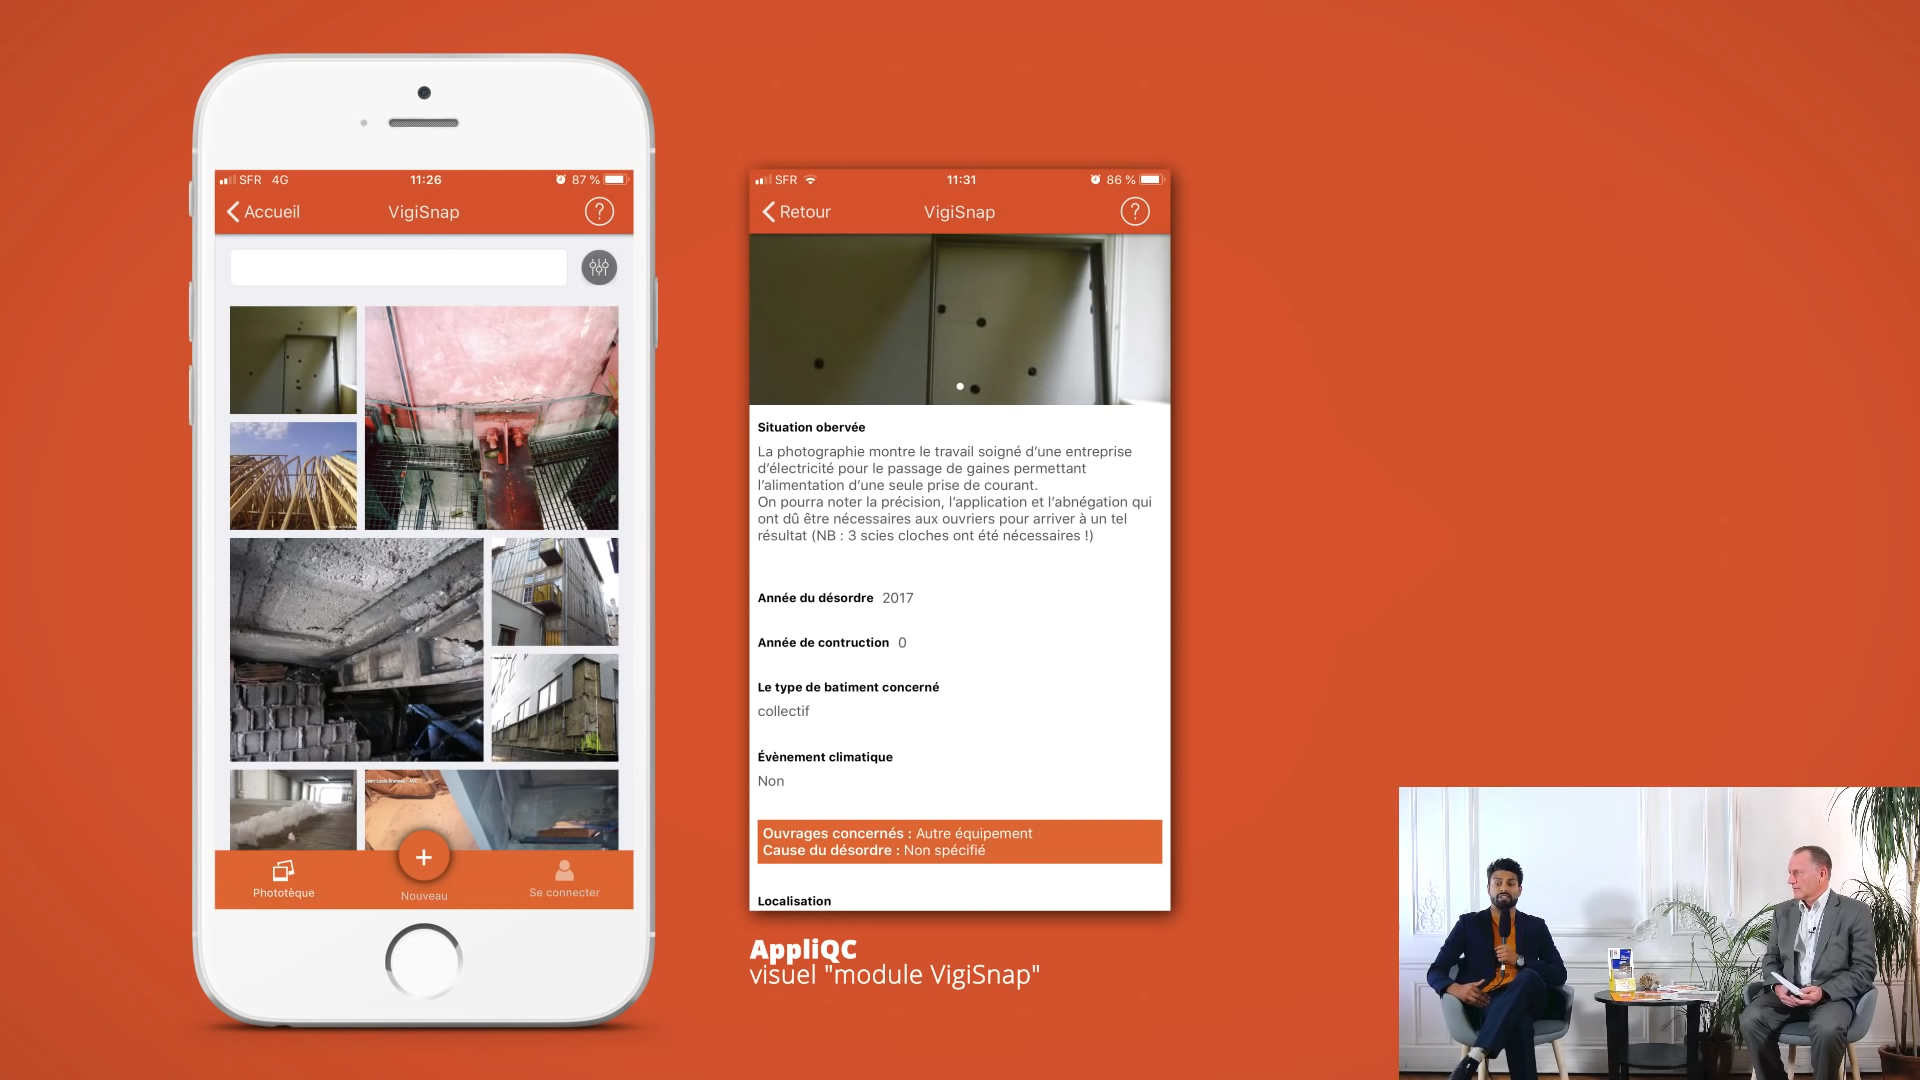 SFR 4G 11:26 87 %
Accueil VigiSnap ?
Phototèque
Nouveau
Se connecter
SFR 11:31 86 %
Retour VigiSnap ?
Situation obervée
La photographie montre le travail soigné d'une entreprise
d'électricité pour le passage de gaines permettant
l'alimentation d'une seule prise de courant.
On pourra noter la précision, l'application et l'abnégation qui
ont dû être nécessaires aux ouvriers pour arriver à un tel
résultat (NB : 3 scies cloches ont été nécessaires !)
Année du désordre 2017
Année de contruction 0
Le type de batiment concerné
collectif
Évènement climatique
Non
Ouvrages concernés : Autre équipement
Cause du désordre : Non spécifié
Localisation
AppliQC
visuel "module VigiSnap"